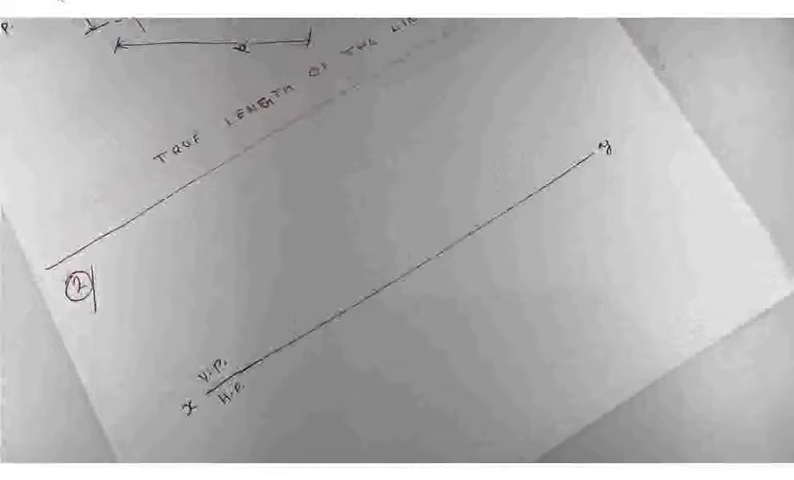 P.
TRUE LENGTH OF THE
2
y
V.P.
x
H.P.